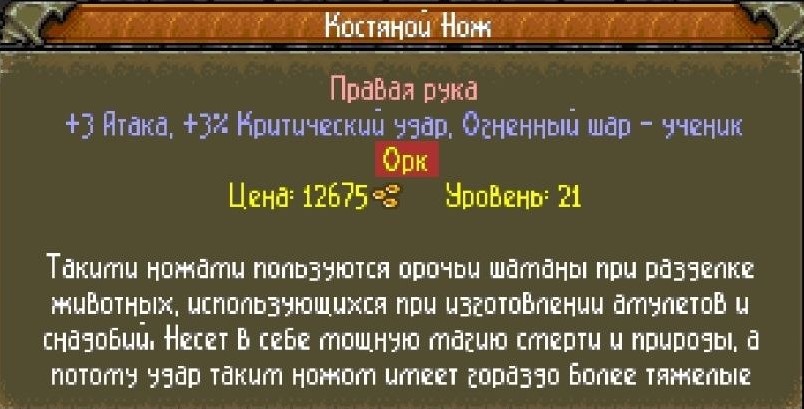 Костяной Нож
Правая рука
+3 Атака, +3% Критический удар, Огненный шар - ученик
Орк
Цена: 12675 Уровень: 21
Такими ножами пользуются орочьи шаманы при разделке
животных, использующихся при изготовлении амулетов и
снадобий. Несет в себе мощную магию смерти и природы, а
потому удар таким ножом имеет гораздо более тяжелые